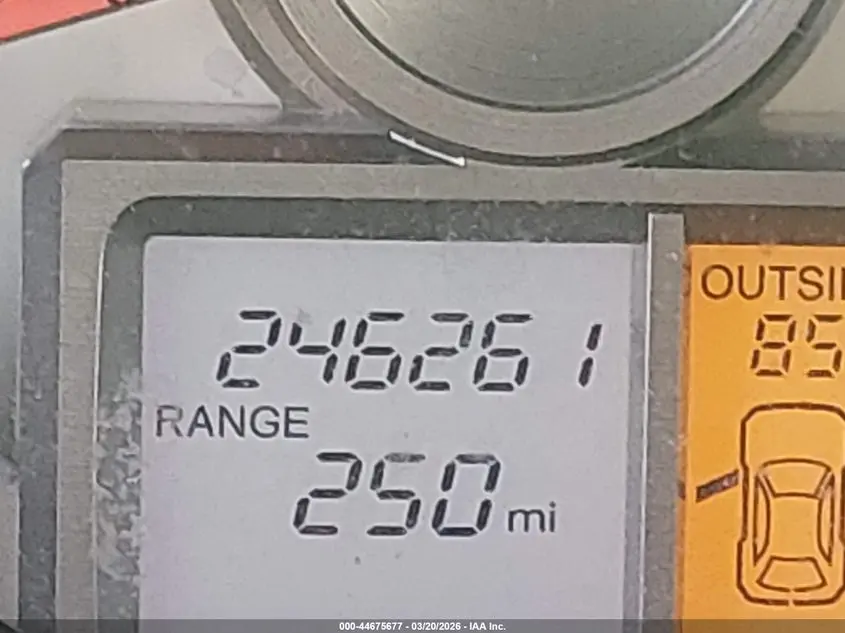 246261
RANGE
250 mi
OUTSI
85
000-44675677 - 03/20/2026 - IAA Inc.